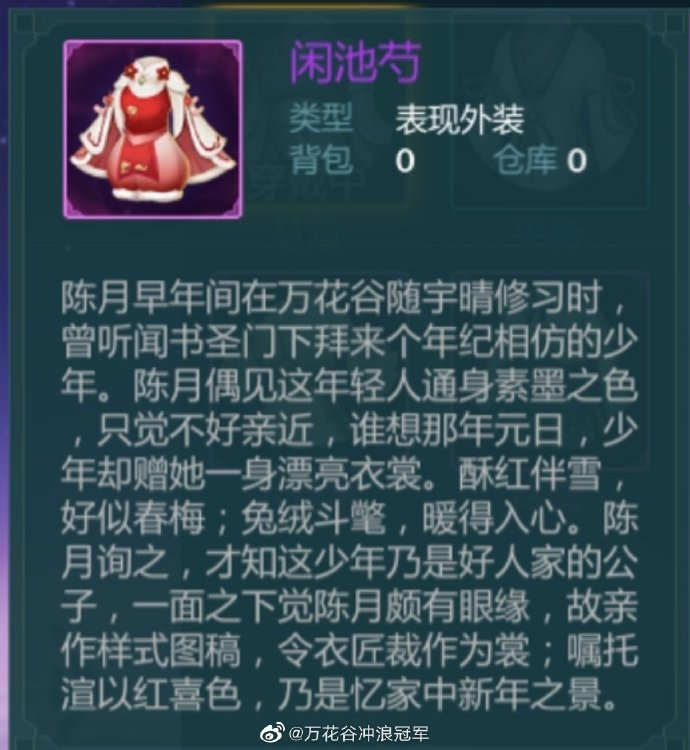 闲池芍
类型 表现外装
背包 0 仓库 0
穿戴中
陈月早年间在万花谷随宇晴修习时，
曾听闻书圣门下拜来个年纪相仿的少
年。陈月偶见这年轻人通身素墨之色
，只觉不好亲近，谁想那年元日，少
年却赠她一身漂亮衣裳。酥红伴雪，
好似春梅；兔绒斗氅，暖得入心。陈
月询之，才知这少年乃是好人家的公
子，一面之下觉陈月颇有眼缘，故亲
作样式图稿，令衣匠裁作为裳；嘱托
渲以红喜色，乃是忆家中新年之景。
@万花谷冲浪冠军